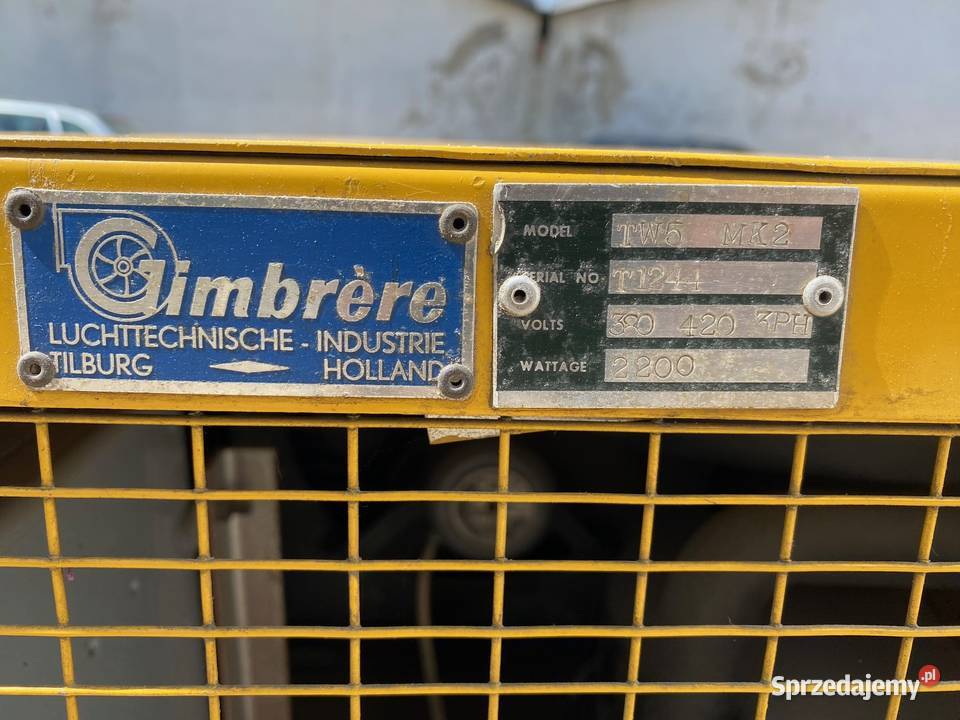 Gimbrère
LUCHTTECHNISCHE - INDUSTRIE
TILBURG HOLLAND
MODEL TW5 MK2
SERIAL NO T1244
VOLTS 380 420 3PH
WATTAGE 2200
Sprzedajemy.pl